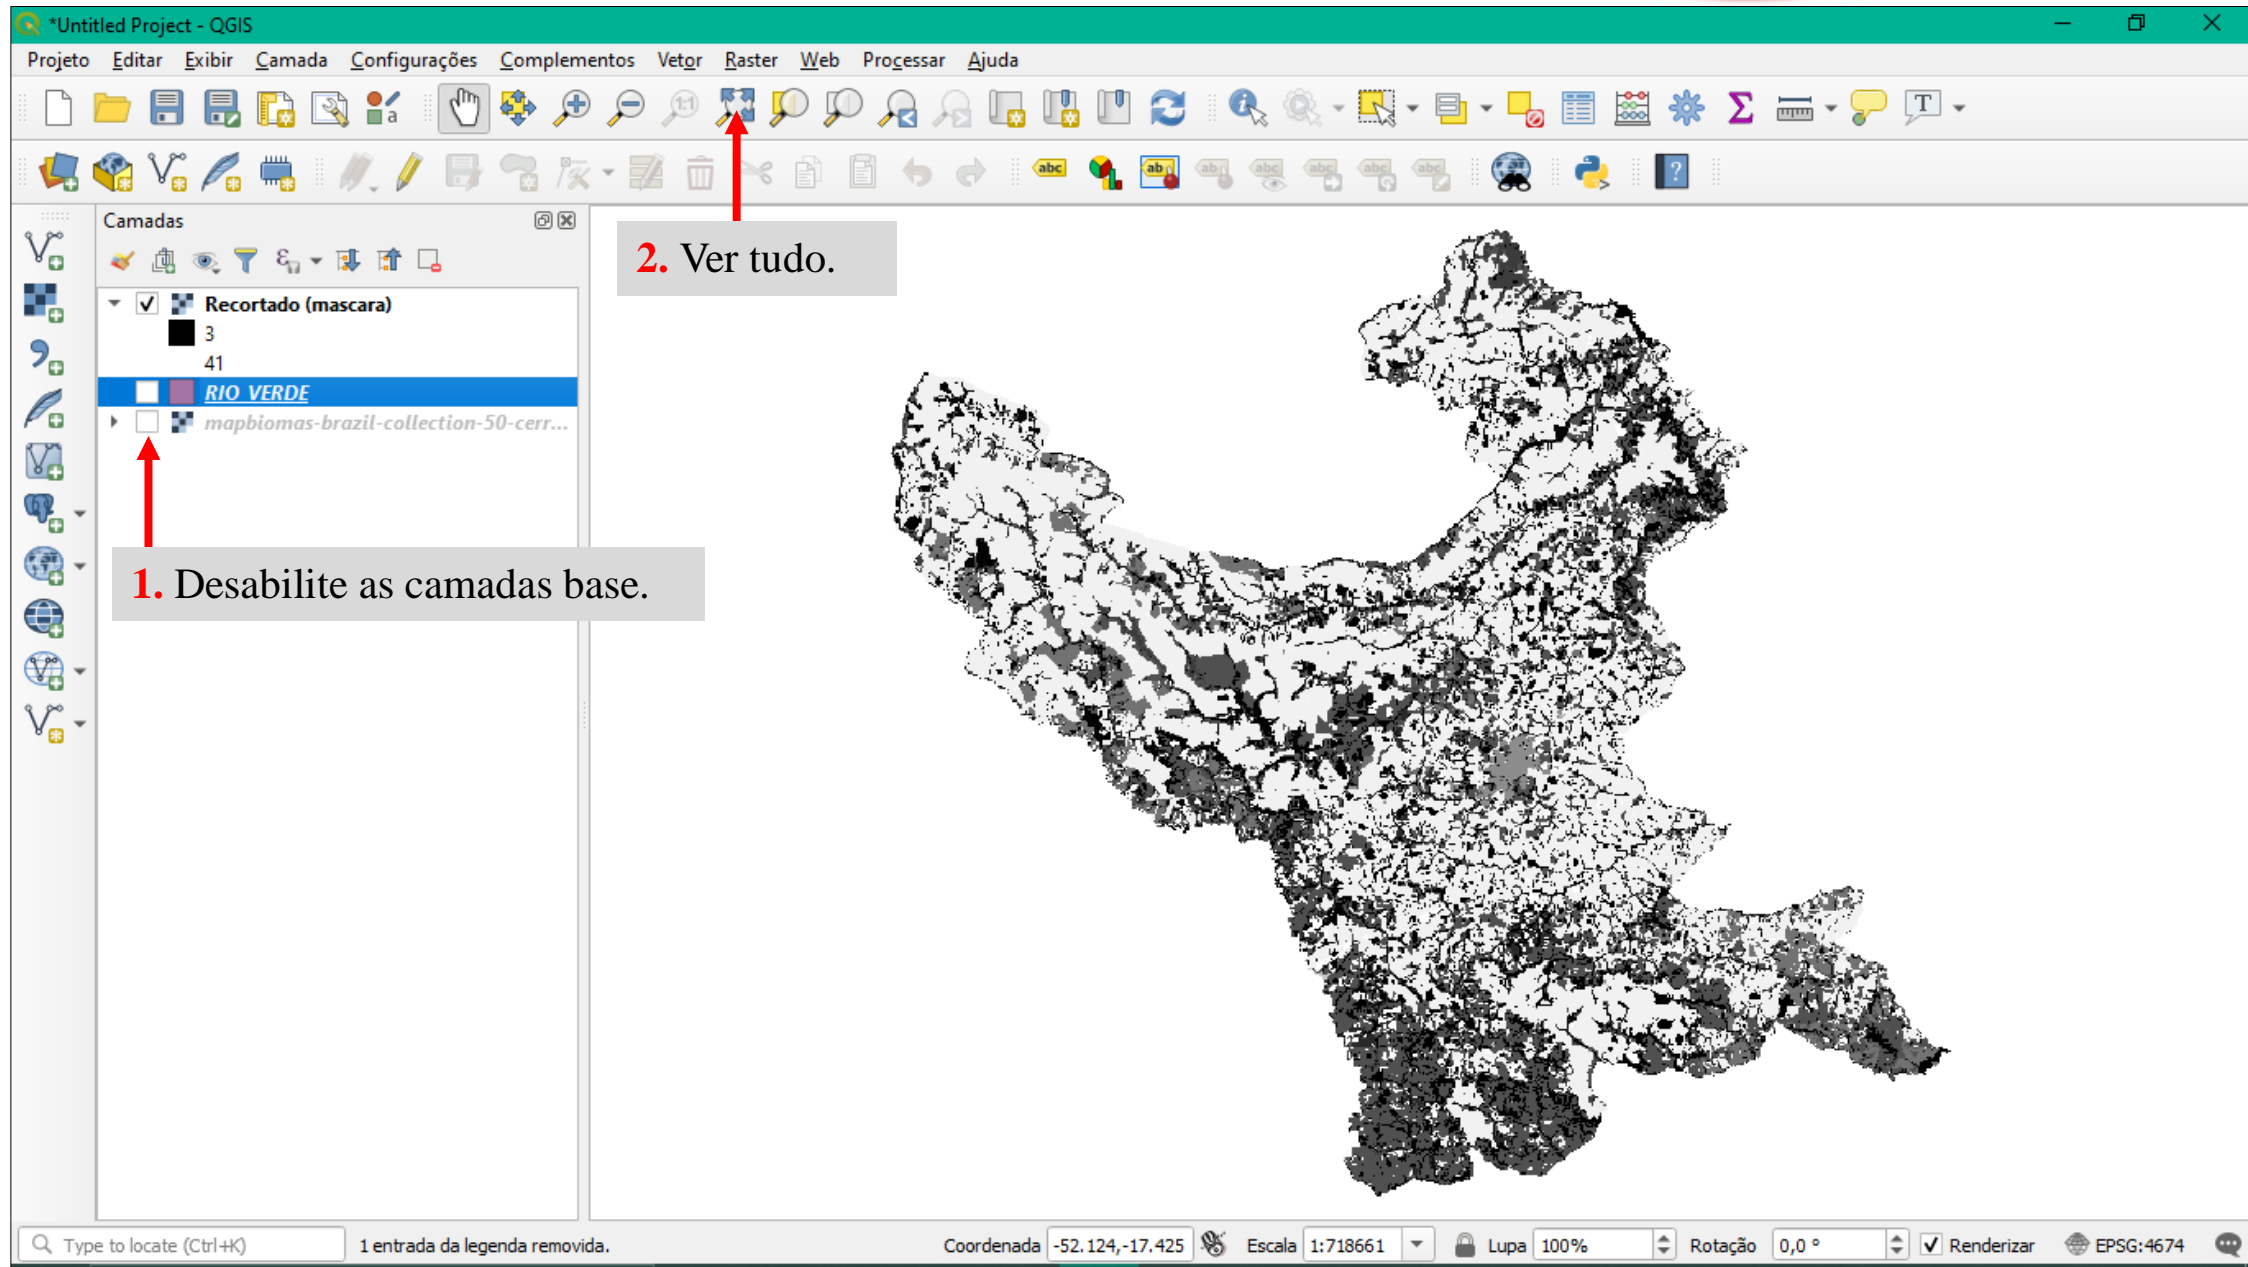 *Untitled Project - QGIS
Projeto Editar Exibir Camada Configurações Complementos Vetor Raster Web Processar Ajuda
Camadas
2. Ver tudo.
Recortado (mascara)
3
41
RIO_VERDE
mapbiomas-brazil-collection-50-cerr...
1. Desabilite as camadas base.
Type to locate (Ctrl+K) 1 entrada da legenda removida. Coordenada -52.124,-17.425 Escala 1:718661 Lupa 100% Rotação 0,0 ° Renderizar EPSG:4674